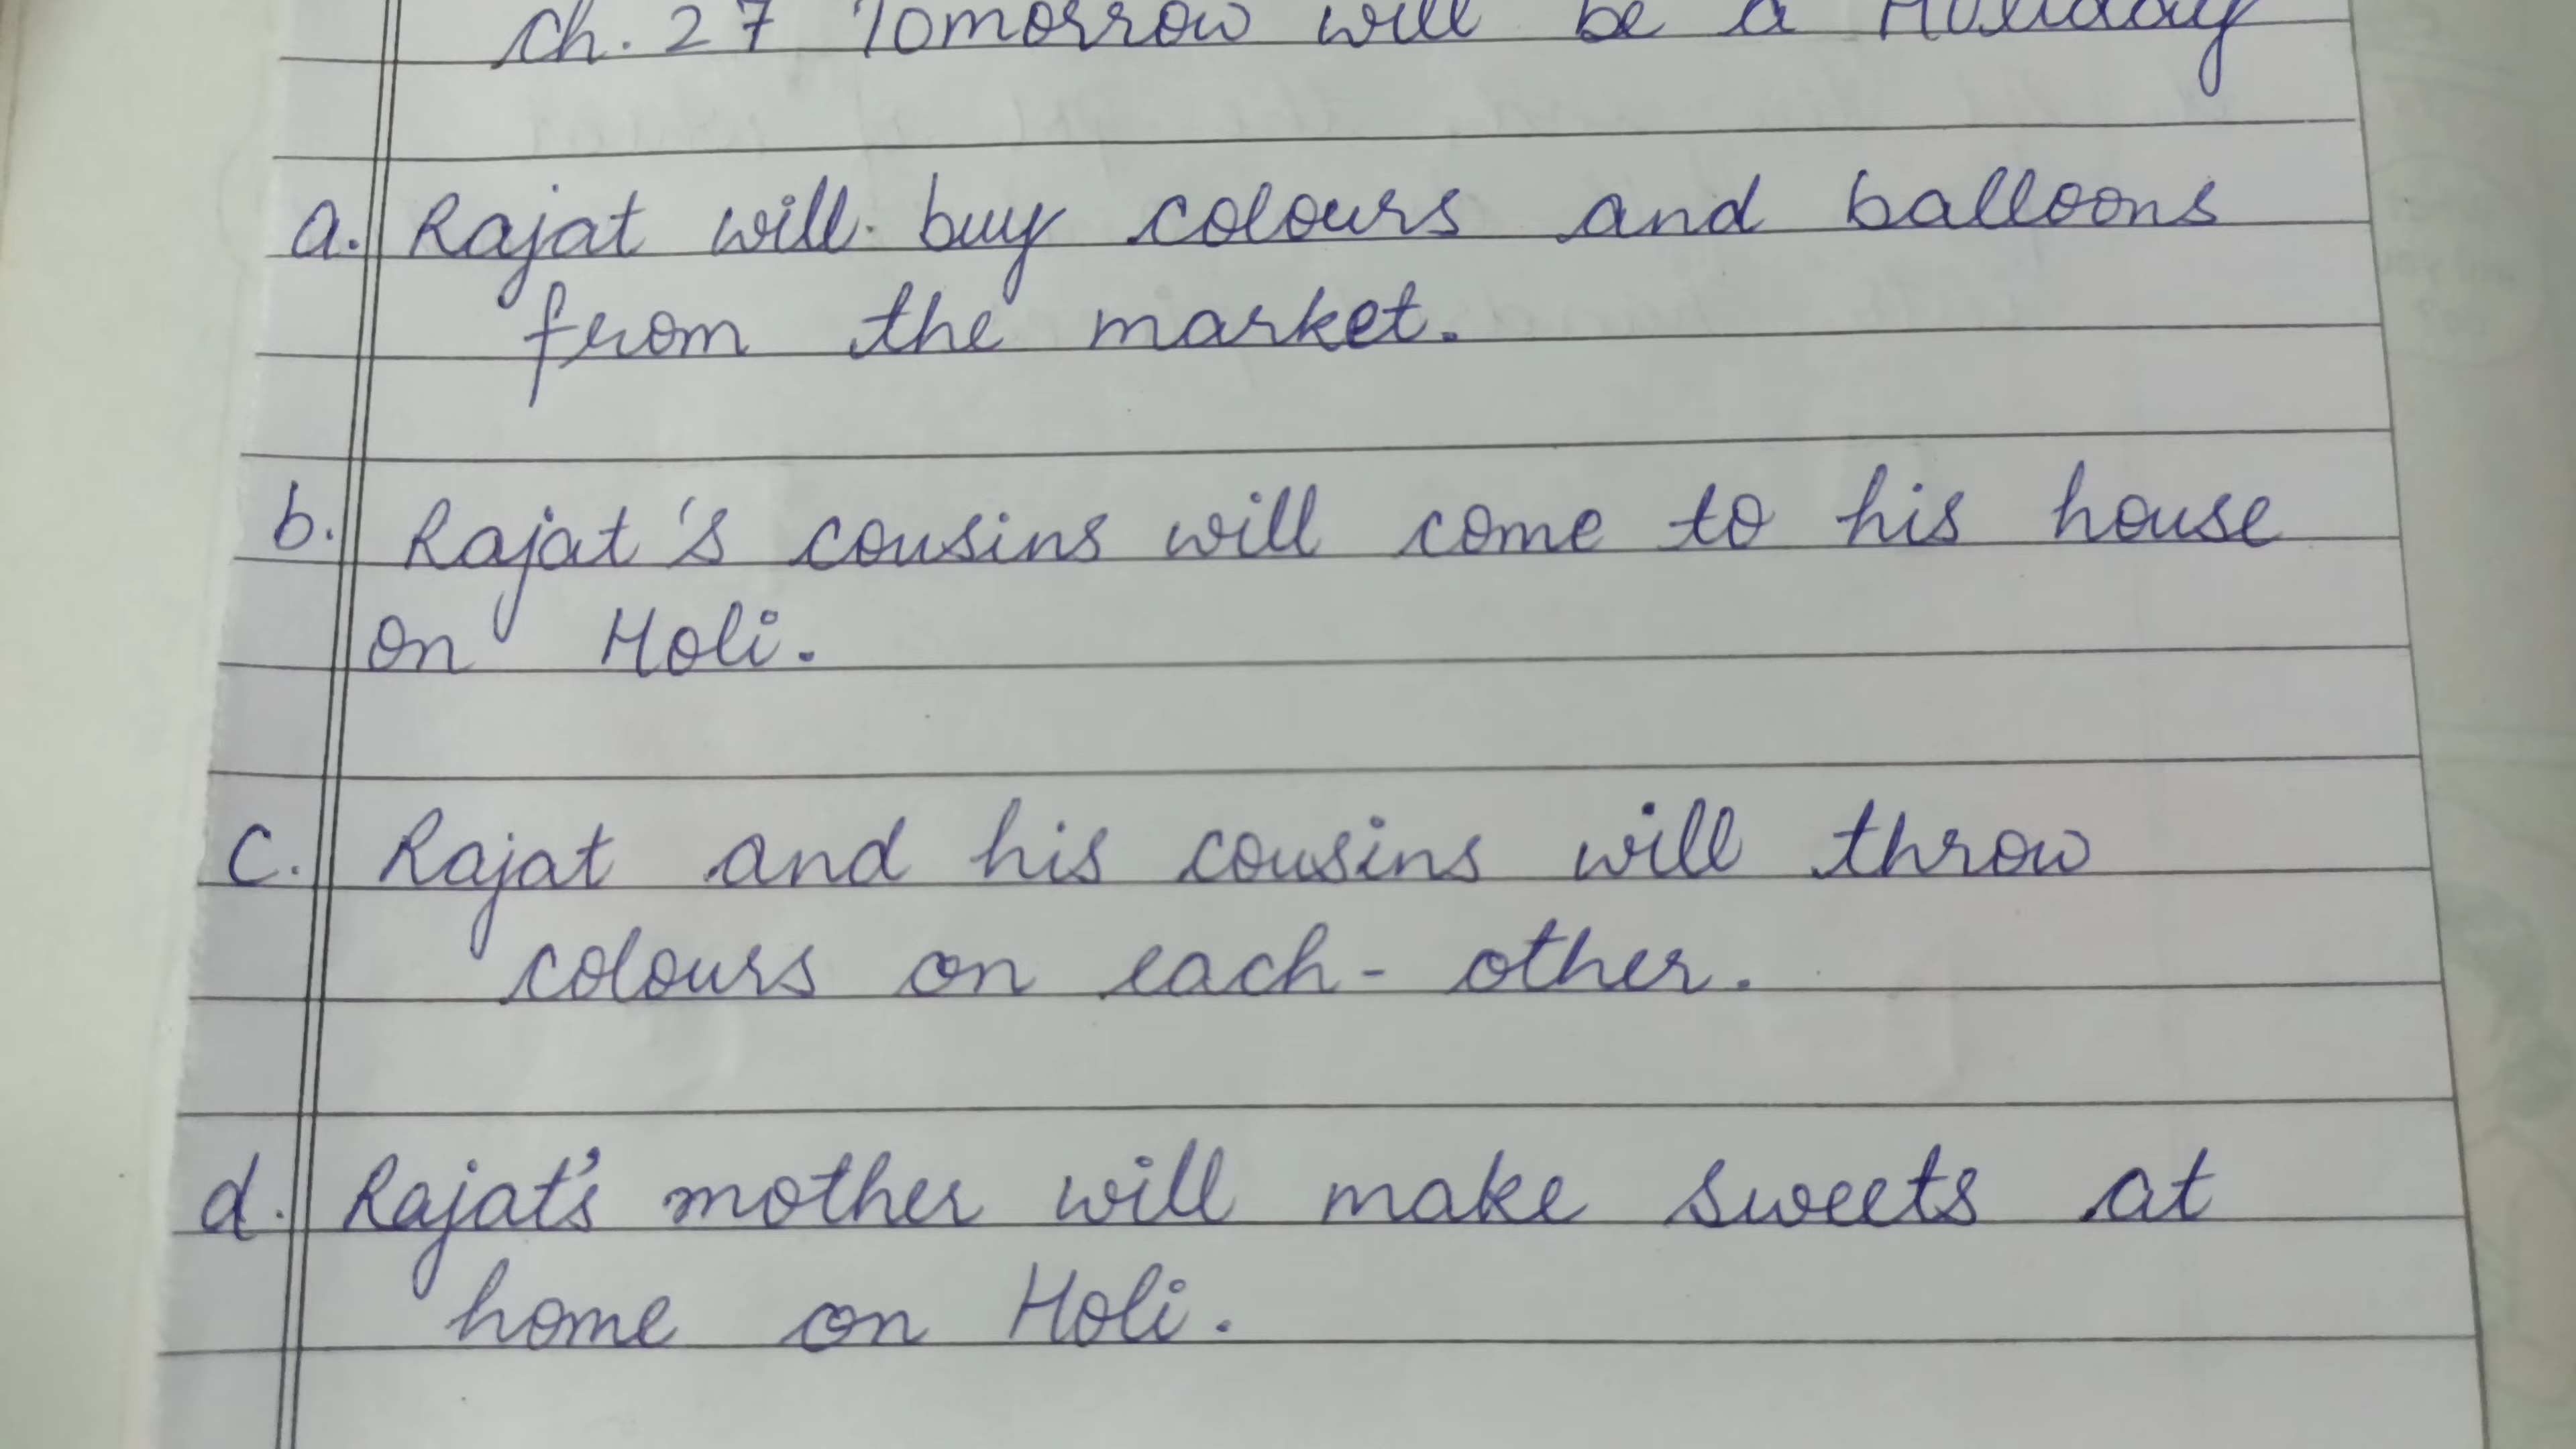 Ch. 27 Tomorrow will be a Holiday
a. Rajat will buy colours and balloons
from the market.
b. Rajat's cousins will come to his house
on Holi.
c. Rajat and his cousins will throw
colours on each-other.
d. Rajat's mother will make sweets at
home on Holi.